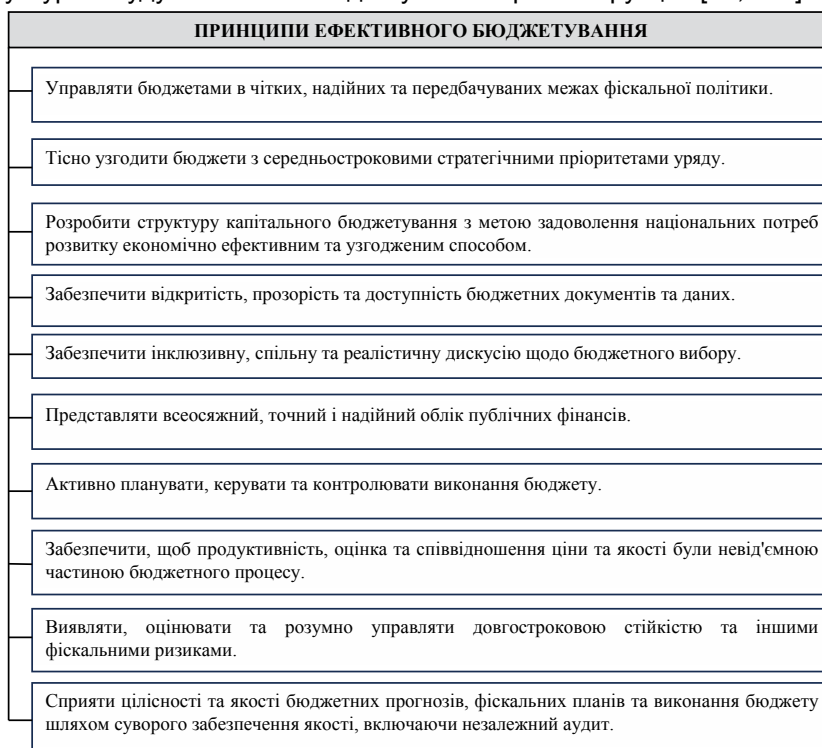 ПРИНЦИПИ ЕФЕКТИВНОГО БЮДЖЕТУВАННЯ
Управляти бюджетами в чітких, надійних та передбачуваних межах фіскальної політики.
Тісно узгодити бюджети з середньостроковими стратегічними пріоритетами уряду.
Розробити структуру капітального бюджетування з метою задоволення національних потреб
розвитку економічно ефективним та узгодженим способом.
Забезпечити відкритість, прозорість та доступність бюджетних документів та даних.
Забезпечити інклюзивну, спільну та реалістичну дискусію щодо бюджетного вибору.
Представляти всеосяжний, точний і надійний облік публічних фінансів.
Активно планувати, керувати та контролювати виконання бюджету.
Забезпечити, щоб продуктивність, оцінка та співвідношення ціни та якості були невід'ємною
частиною бюджетного процесу.
Виявляти, оцінювати та розумно управляти довгостроковою стійкістю та іншими
фіскальними ризиками.
Сприяти цілісності та якості бюджетних прогнозів, фіскальних планів та виконання бюджету
шляхом суворого забезпечення якості, включаючи незалежний аудит.